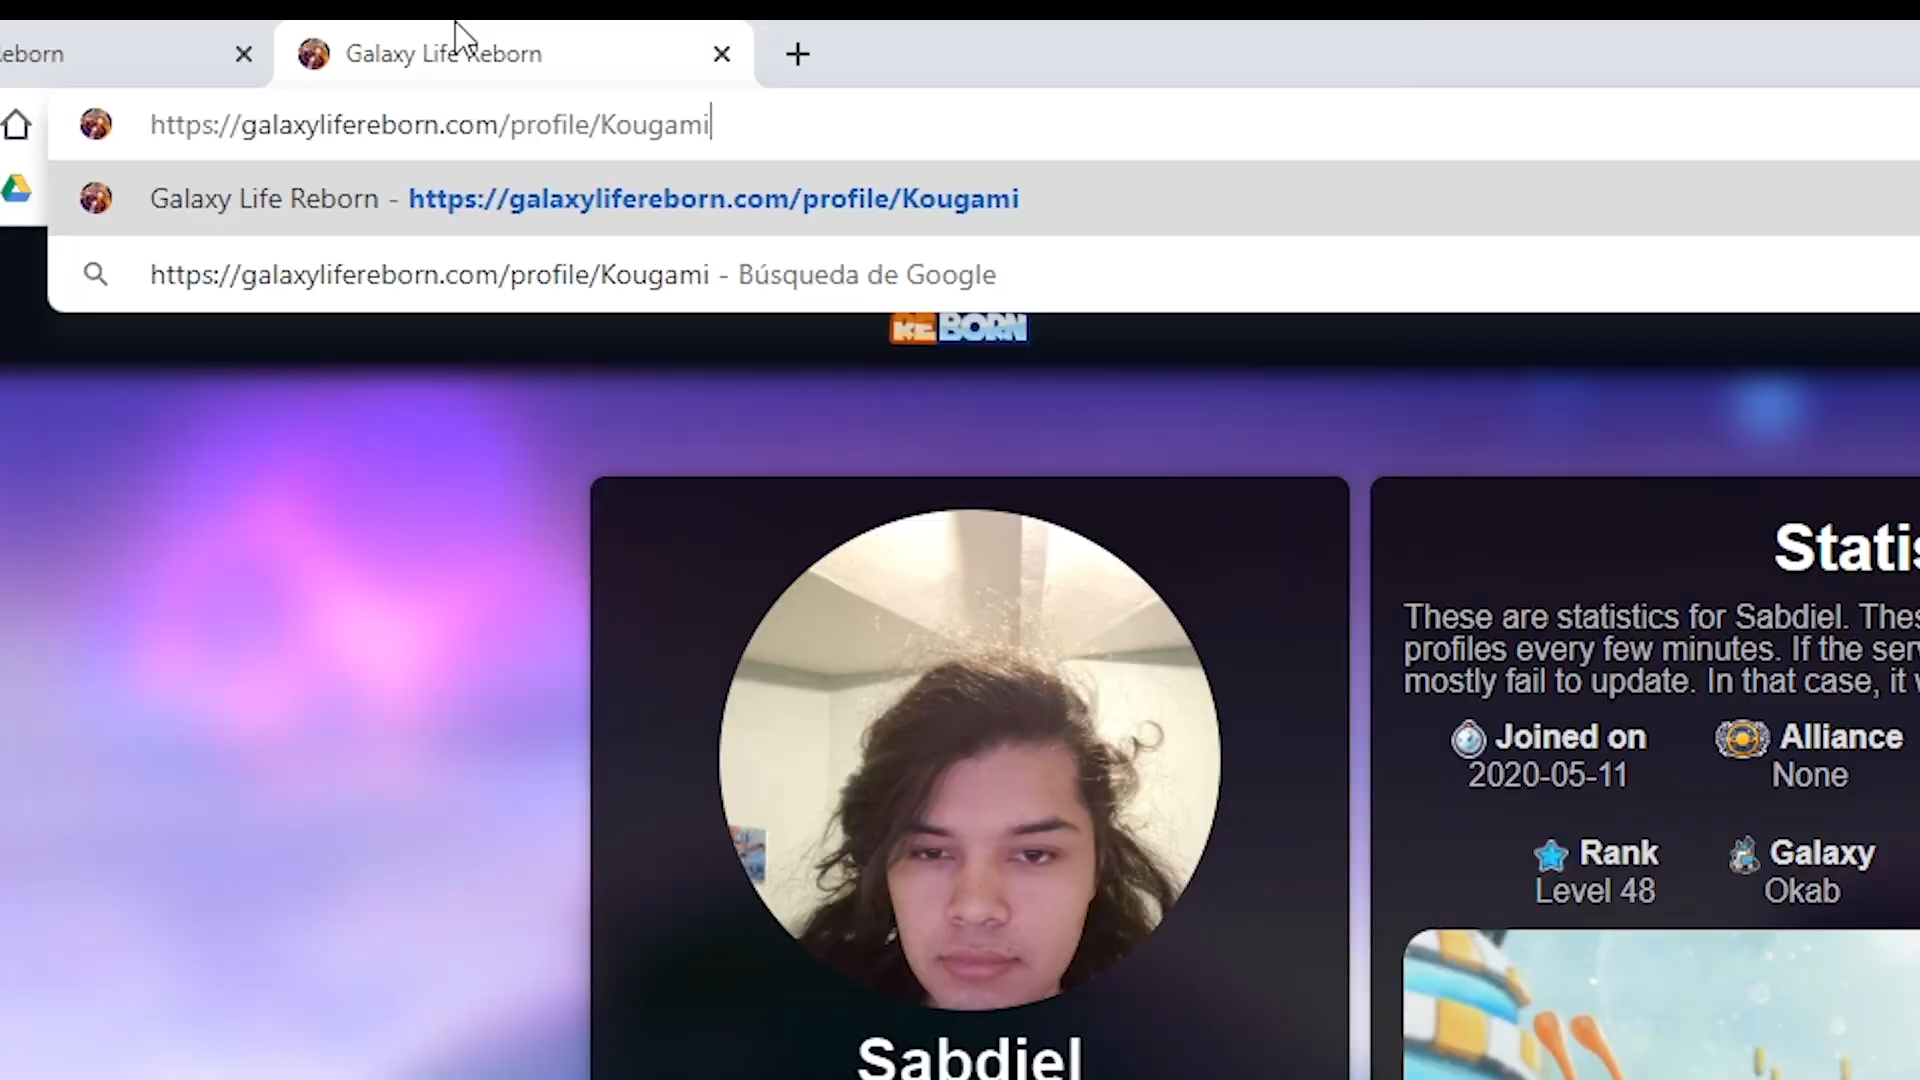 eborn
Galaxy Life Reborn
https://galaxylifereborn.com/profile/Kougami
Galaxy Life Reborn - https://galaxylifereborn.com/profile/Kougami
https://galaxylifereborn.com/profile/Kougami - Búsqueda de Google
REBORN
Sabdiel
Statis
These are statistics for Sabdiel. Thes
profiles every few minutes. If the serv
mostly fail to update. In that case, it w
Joined on
2020-05-11
Alliance
None
Rank
Level 48
Galaxy
Okab